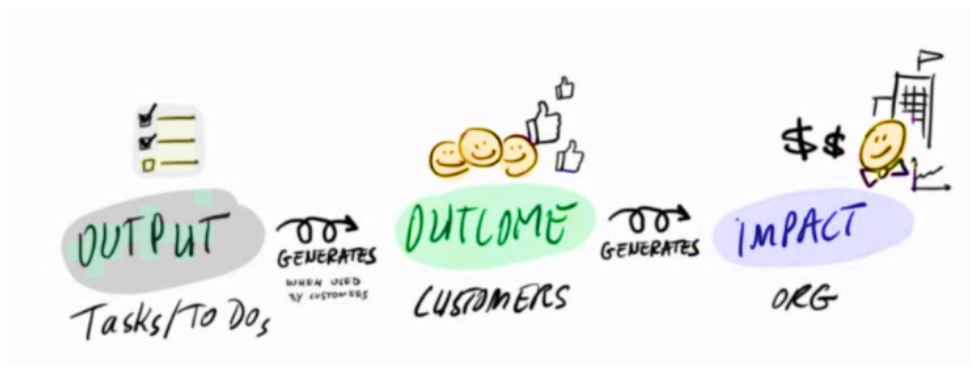 $ $
OUTPUT
GENERATES
WHEN USED
BY CUSTOMERS
OUTCOME
GENERATES
IMPACT
Tasks/To Dos
CUSTOMERS
ORG